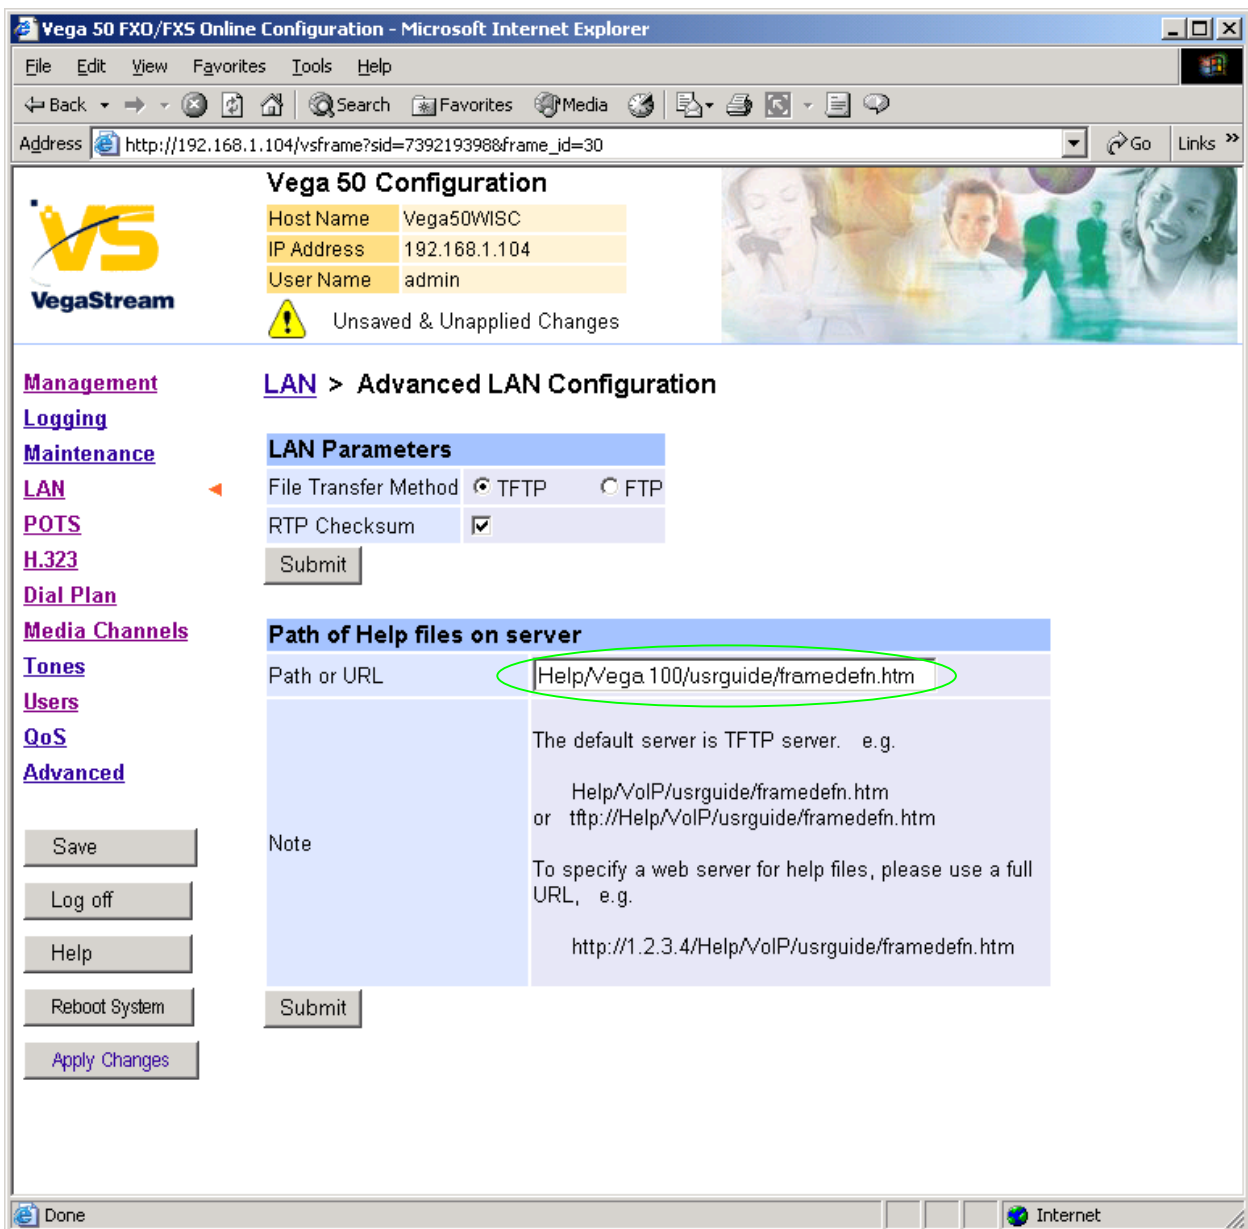 Vega 50 FXO/FXS Online Configuration - Microsoft Internet Explorer
File Edit View Favorites Tools Help
Back Search Favorites Media
Address http://192.168.1.104/vsframe?sid=739219398&frame_id=30 Go Links »
VS
VegaStream
Vega 50 Configuration
Host Name Vega50WISC
IP Address 192.168.1.104
User Name admin
Unsaved & Unapplied Changes
Management
Logging
Maintenance
LAN
POTS
H.323
Dial Plan
Media Channels
Tones
Users
QoS
Advanced
Save
Log off
Help
Reboot System
Apply Changes
LAN > Advanced LAN Configuration
LAN Parameters
File Transfer Method TFTP FTP
RTP Checksum
Submit
Path of Help files on server
Path or URL Help/Vega 100/usrguide/framedefn.htm
Note
The default server is TFTP server. e.g.
Help/VoIP/usrguide/framedefn.htm
or tftp://Help/VoIP/usrguide/framedefn.htm
To specify a web server for help files, please use a full
URL, e.g.
http://1.2.3.4/Help/VoIP/usrguide/framedefn.htm
Submit
Done Internet